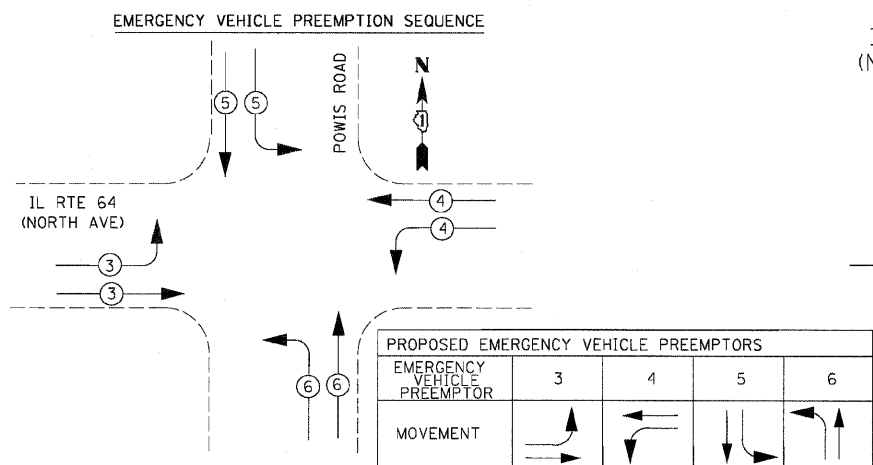 EMERGENCY VEHICLE PREEMPTION SEQUENCE
POWIS ROAD
N
1
5
5
IL RTE 64
(NORTH AVE)
4
4
3
3
6
6
PROPOSED EMERGENCY VEHICLE PREEMPTORS
EMERGENCY
VEHICLE
PREEMPTOR
3
4
5
6
MOVEMENT